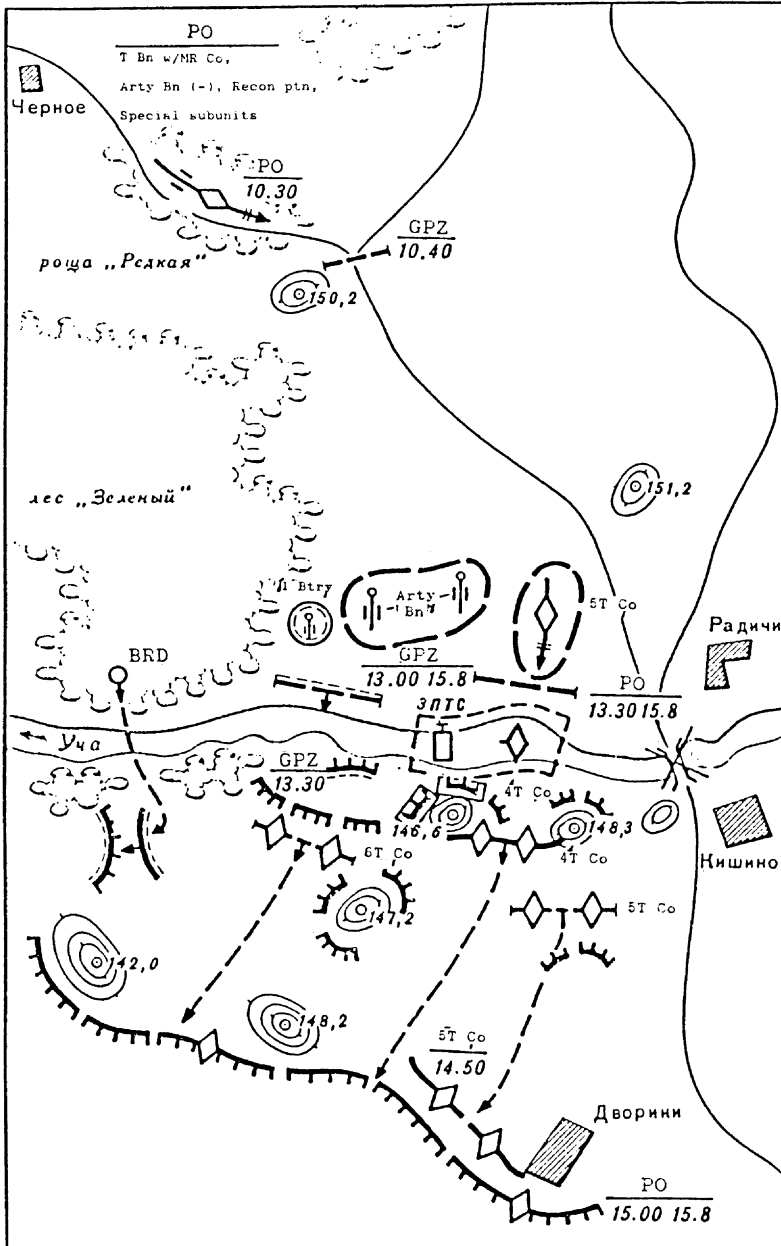 PO
T Bn w/MR Co,
Arty Bn (-), Recon ptn,
Special subunits
Черное
PO
10.30
GPZ
10.40
роща „Редкая"
150,2
лес „Зеленый"
151,2
1 Btry
Arty
Bn
5T Co
Радичи
BRD
GPZ
13.00 15.8
PO
13.30 15.8
ЗПТС
Уча
GPZ
13.30
4T Co
146,6
148,3
6T Co
4T Co
Кишино
147,2
5T Co
142,0
148,2
5T Co
14.50
Дворини
PO
15.00 15.8